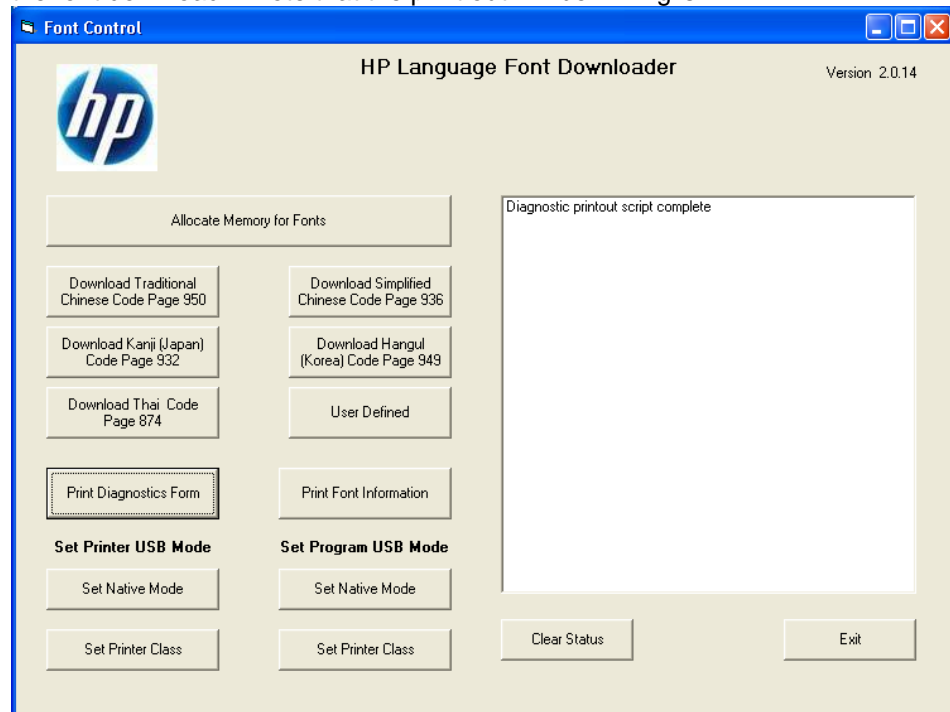 Font Control
HP Language Font Downloader
Version 2.0.14
hp
Allocate Memory for Fonts
Diagnostic printout script complete
Download Traditional
Chinese Code Page 950
Download Simplified
Chinese Code Page 936
Download Kanji (Japan)
Code Page 932
Download Hangul
(Korea) Code Page 949
Download Thai Code
Page 874
User Defined
Print Diagnostics Form
Print Font Information
Set Printer USB Mode
Set Program USB Mode
Set Native Mode
Set Native Mode
Set Printer Class
Set Printer Class
Clear Status
Exit